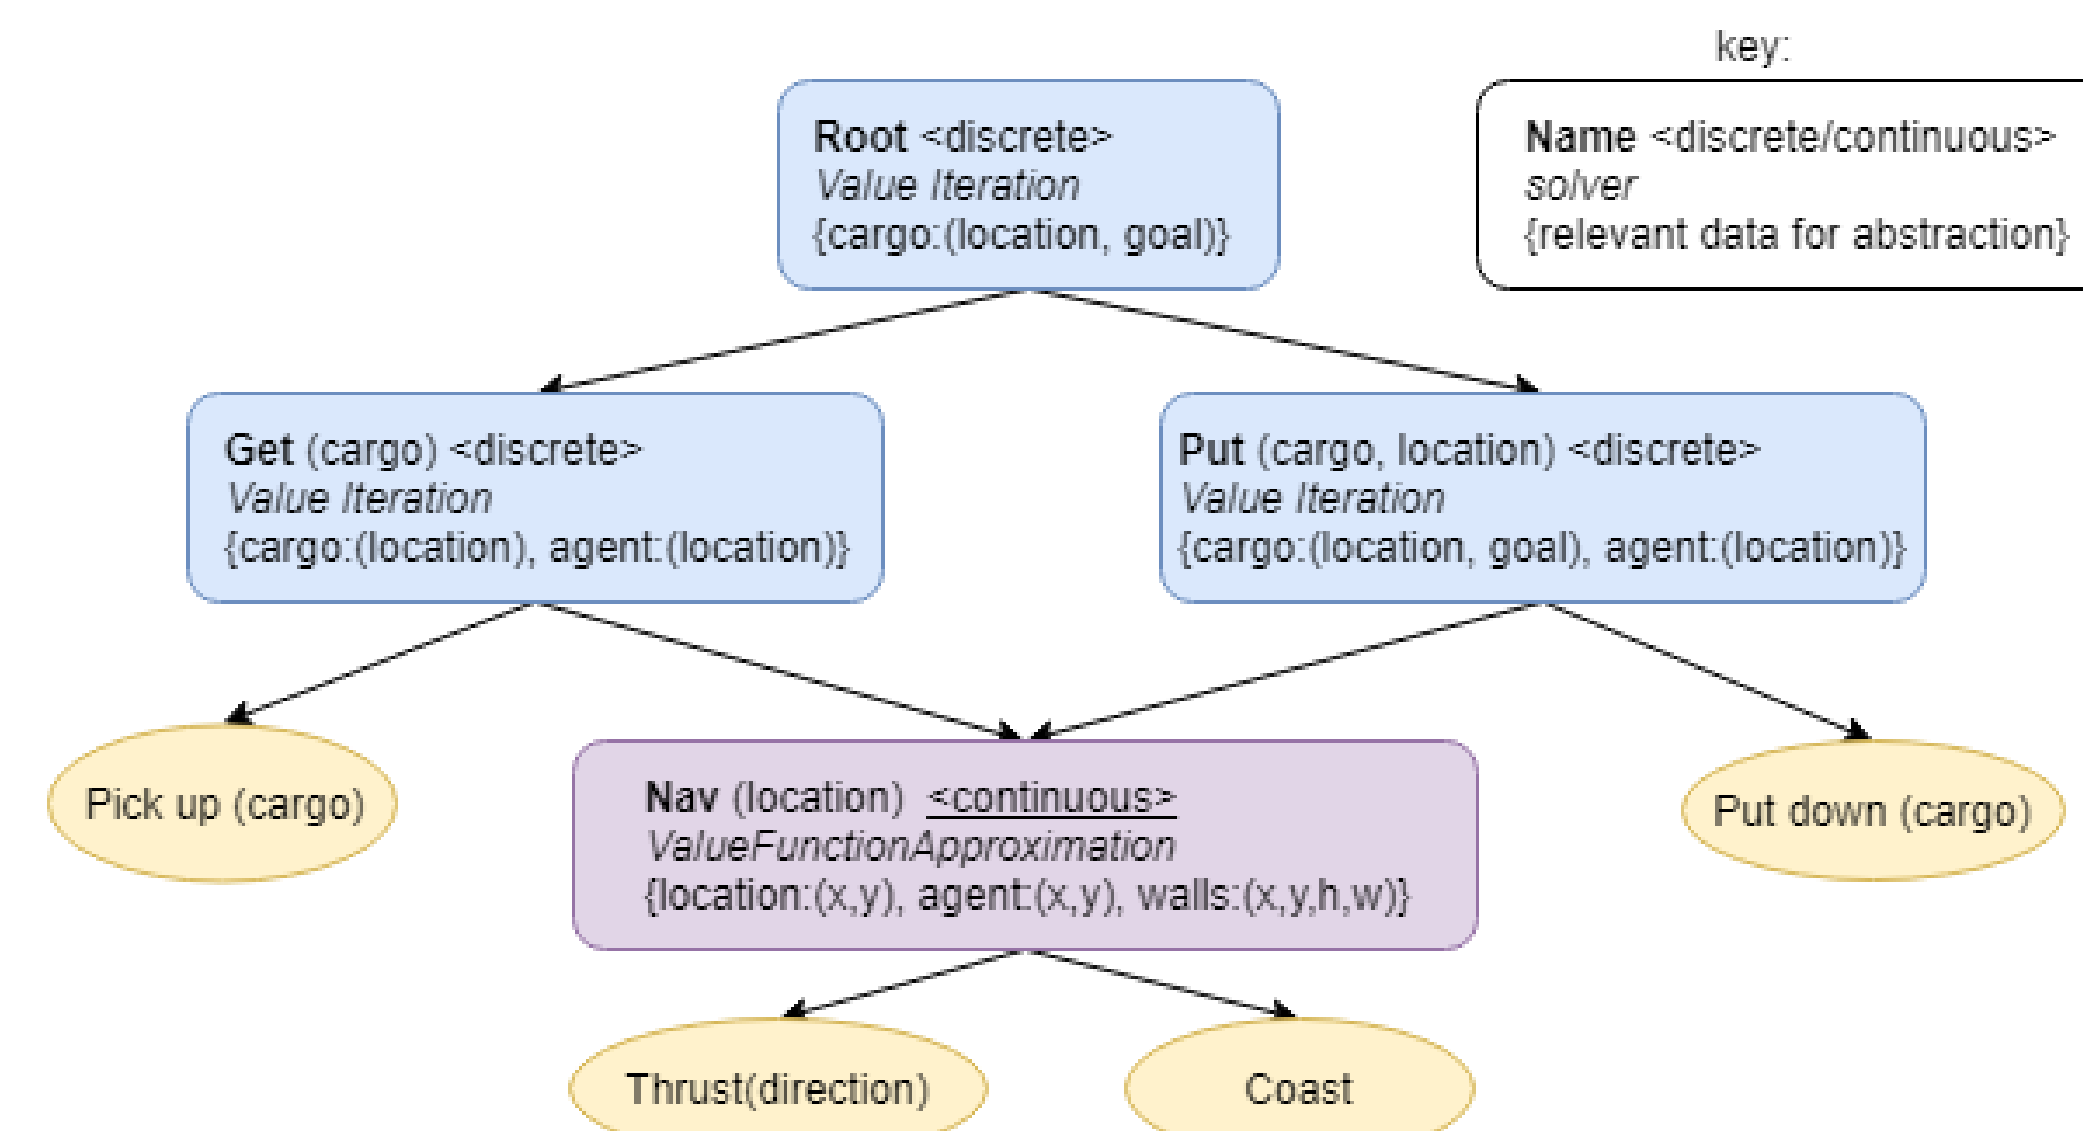 key:
Root <discrete>
Value Iteration
{cargo:(location, goal)}
Name <discrete/continuous>
solver
{relevant data for abstraction}
Get (cargo) <discrete>
Value Iteration
{cargo:(location), agent:(location)}
Put (cargo, location) <discrete>
Value Iteration
{cargo:(location, goal), agent:(location)}
Pick up (cargo)
Nav (location) <continuous>
ValueFunctionApproximation
{location:(x,y), agent:(x,y), walls:(x,y,h,w)}
Put down (cargo)
Thrust(direction)
Coast